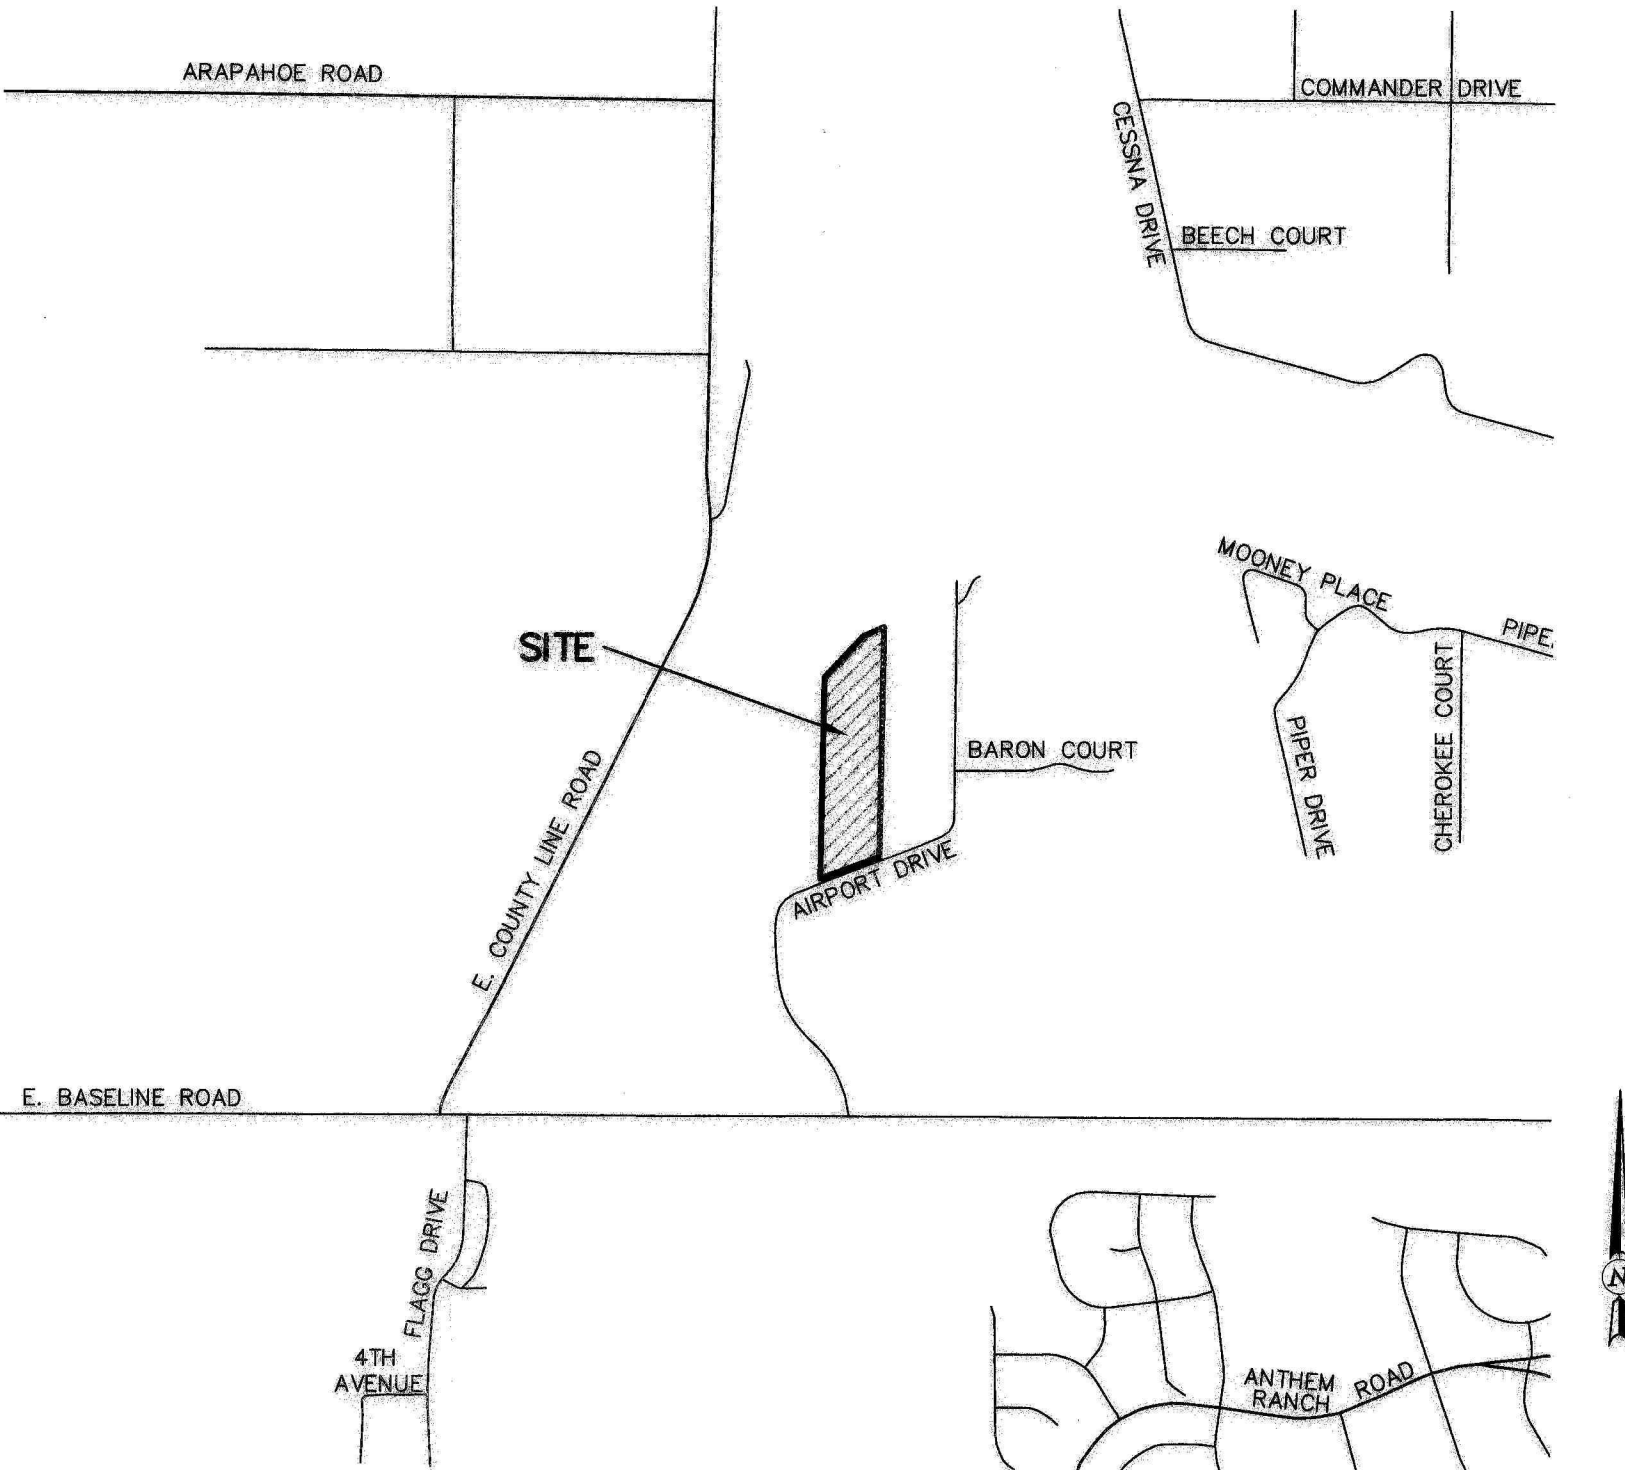 ARAPAHOE ROAD
COMMANDER DRIVE
CESSNA DRIVE
BEECH COURT
MOONEY PLACE
PIPE
SITE
CHEROKEE COURT
PIPER DRIVE
BARON COURT
E. COUNTY LINE ROAD
AIRPORT DRIVE
E. BASELINE ROAD
FLAGG DRIVE
N
4TH
AVENUE
ANTHEM
RANCH
ROAD